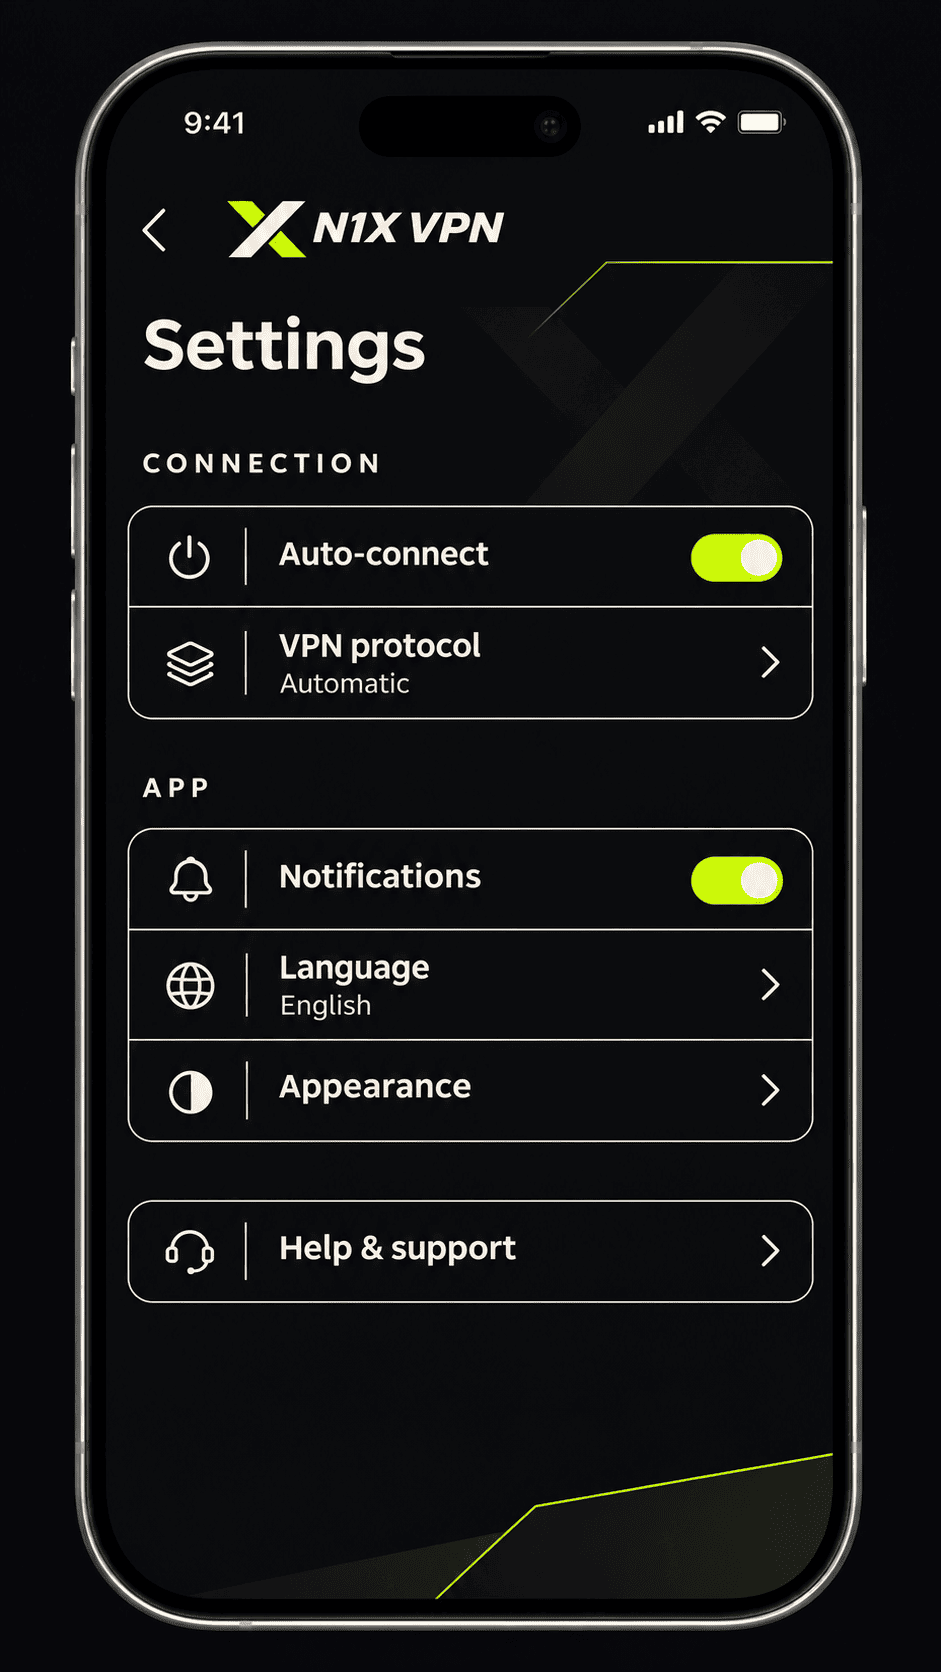 9:41
N1X VPN
Settings
CONNECTION
Auto-connect
VPN protocol
Automatic
APP
Notifications
Language
English
Appearance
Help & support